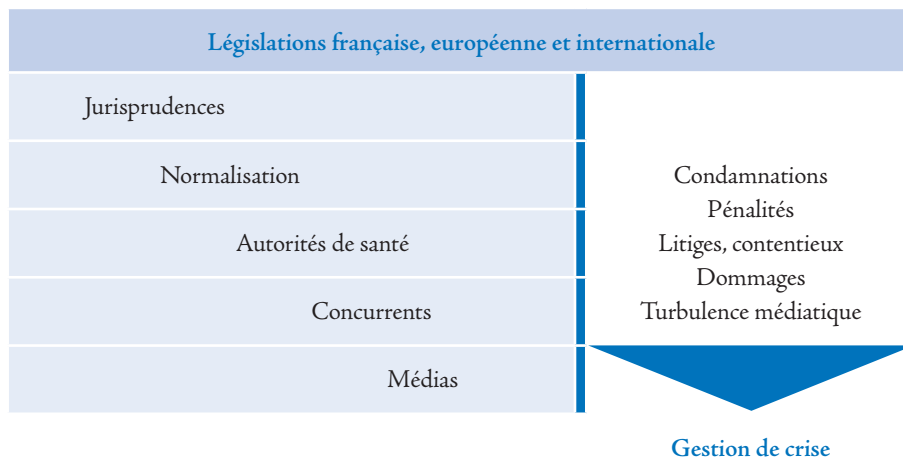 Législations française, européenne et internationale
Jurisprudences
Normalisation
Autorités de santé
Concurrents
Médias
Condamnations
Pénalités
Litiges, contentieux
Dommages
Turbulence médiatique
Gestion de crise